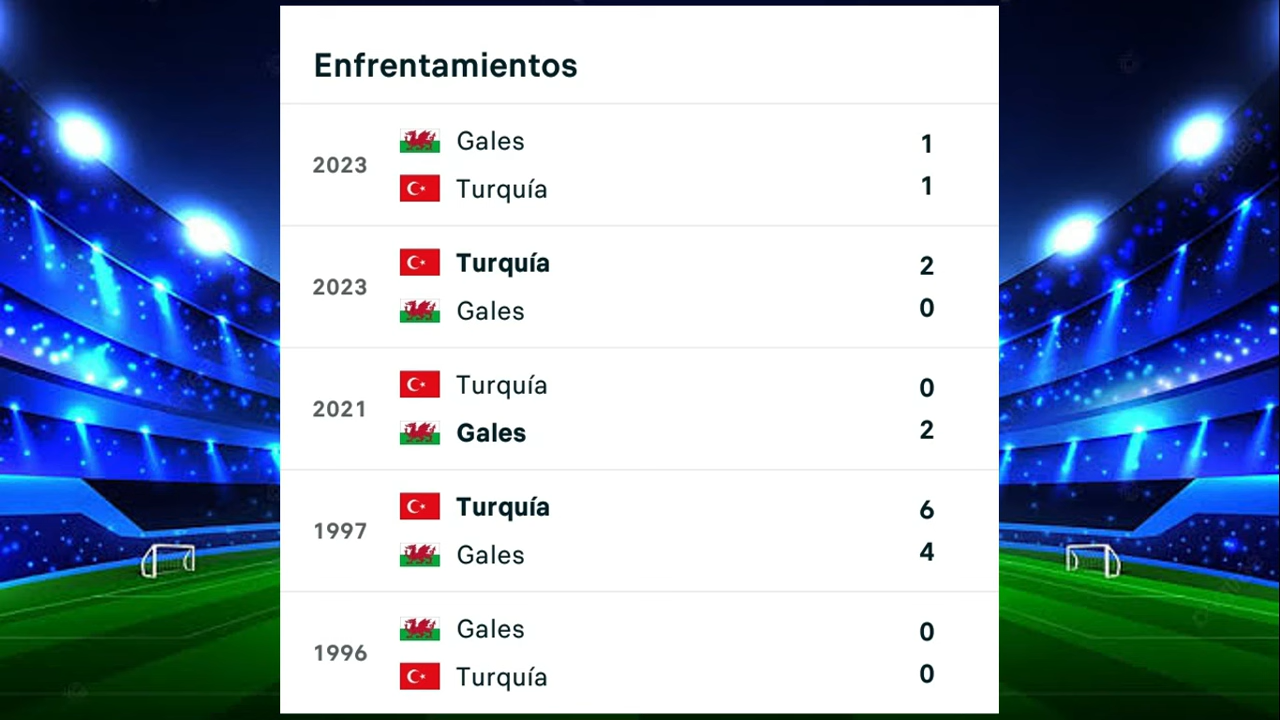 Enfrentamientos
2023
Gales 1
Turquía 1
2023
Turquía 2
Gales 0
2021
Turquía 0
Gales 2
1997
Turquía 6
Gales 4
1996
Gales 0
Turquía 0